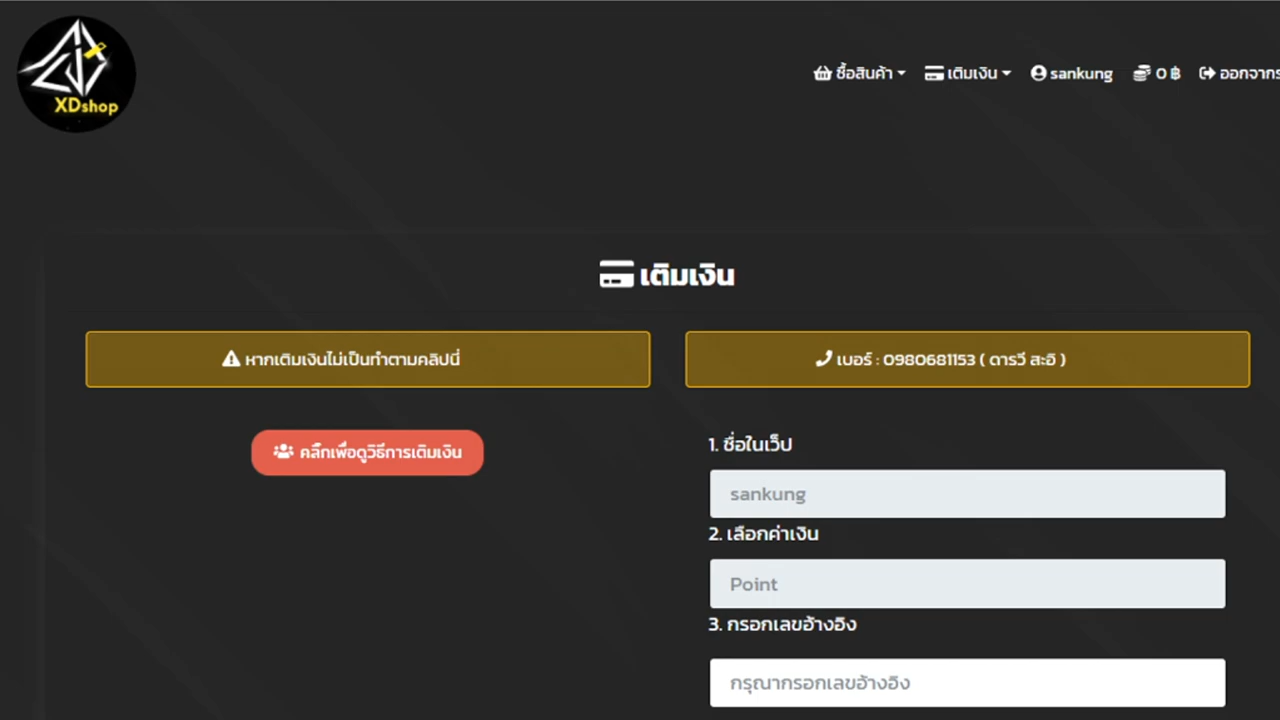 XDshop
ซื้อสินค้า
เติมเงิน
sankung
0 ฿
ออกจาก
เติมเงิน
หากเติมเงินไม่เป็นทำตามคลิปนี่
เบอร์ : 0980681153 ( ดารวี สะอิ )
คลิ๊กเพื่อดูวิธีการเติมเงิน
1. ชื่อในเว็ป
sankung
2. เลือกค่าเงิน
Point
3. กรอกเลขอ้างอิง
กรุณากรอกเลขอ้างอิง